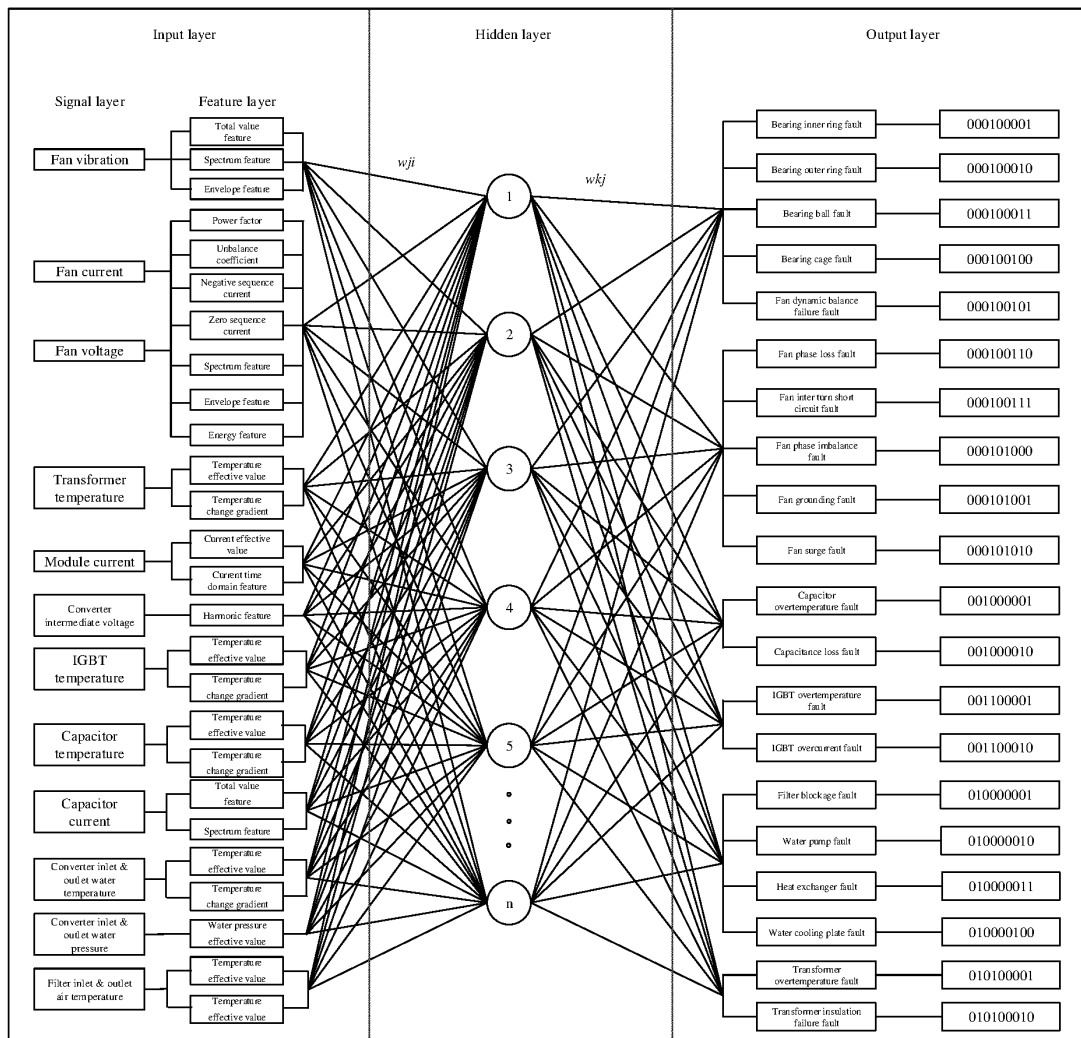 Input layer
Hidden layer
Output layer
Signal layer
Feature layer
Fan vibration
Total value
feature
Spectrum feature
Envelope feature
Fan current
Fan voltage
Power factor
Unbalance
coefficient
Negative sequence
current
Zero sequence
current
Spectrum feature
Envelope feature
Energy feature
Transformer
temperature
Temperature
effective value
Temperature
change gradient
Module current
Current effective
value
Current time
domain feature
Converter
intermediate voltage
Harmonic feature
IGBT
temperature
Temperature
effective value
Temperature
change gradient
Capacitor
temperature
Temperature
effective value
Temperature
change gradient
Capacitor
current
Total value
feature
Spectrum feature
Converter inlet &
outlet water
temperature
Temperature
effective value
Temperature
change gradient
Converter inlet &
outlet water
pressure
Water pressure
effective value
Filter inlet & outlet
air temperature
Temperature
effective value
Temperature
effective value
wji
wkj
1
2
3
4
5
n
Bearing inner ring fault
000100001
Bearing outer ring fault
000100010
Bearing ball fault
000100011
Bearing cage fault
000100100
Fan dynamic balance
failure fault
000100101
Fan phase loss fault
000100110
Fan inter turn short
circuit fault
000100111
Fan phase imbalance
fault
000101000
Fan grounding fault
000101001
Fan surge fault
000101010
Capacitor
overtemperature fault
001000001
Capacitance loss fault
001000010
IGBT overtemperature
fault
001100001
IGBT overcurrent fault
001100010
Filter blockage fault
010000001
Water pump fault
010000010
Heat exchanger fault
010000011
Water cooling plate fault
010000100
Transformer
overtemperature fault
010100001
Transformer insulation
failure fault
010100010